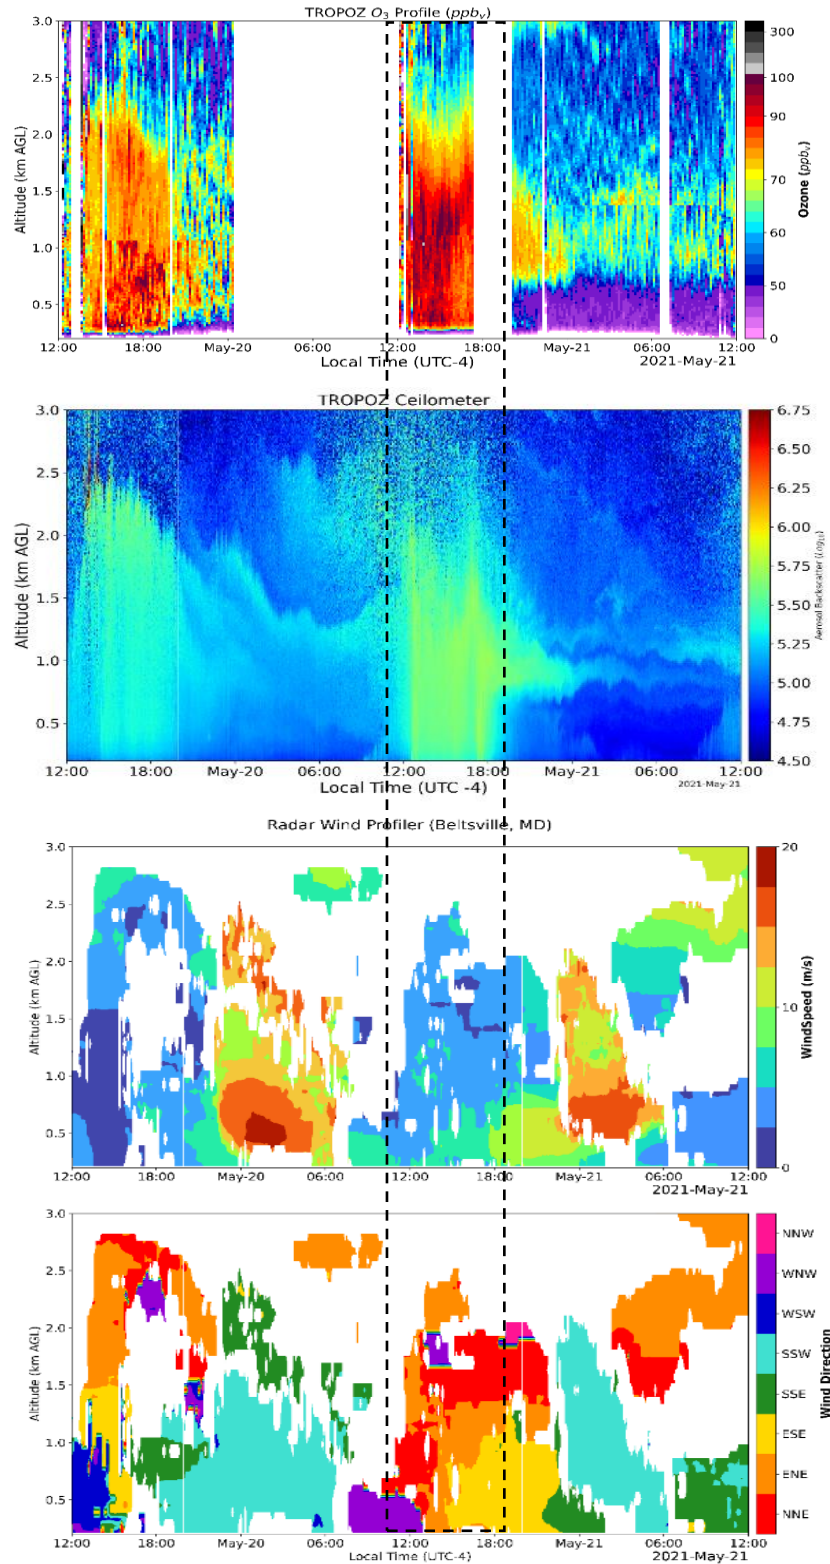 TROPOZ O3 Profile (ppbv)
3.0
2.5
2.0
1.5
1.0
0.5
Altitude (km AGL)
12:00 18:00 May-20 06:00 12:00 18:00 May-21 06:00 12:00
Local Time (UTC-4)
2021-May-21
300
100
90
70
60
50
0
Ozone (ppbv)
TROPOZ Ceilometer
3.0
2.5
2.0
1.5
1.0
0.5
Altitude (km AGL)
12:00 18:00 May-20 06:00 12:00 18:00 May-21 06:00 12:00
Local Time (UTC -4)
2021-May-21
6.75
6.50
6.25
6.00
5.75
5.50
5.25
5.00
4.75
4.50
Aerosol Backscatter (Log10)
Radar Wind Profiler (Beltsville, MD)
3.0
2.5
2.0
1.5
1.0
0.5
Altitude (km AGL)
12:00 18:00 May-20 06:00 12:00 18:00 May-21 06:00 12:00
2021-May-21
20
10
0
WindSpeed (m/s)
3.0
2.5
2.0
1.5
1.0
0.5
Altitude (km AGL)
12:00 18:00 May-20 06:00 12:00 18:00 May-21 06:00 12:00
Local Time (UTC-4)
2021-May-21
NNW
WNW
WSW
SSW
SSE
ESE
ENE
NNE
Wind Direction